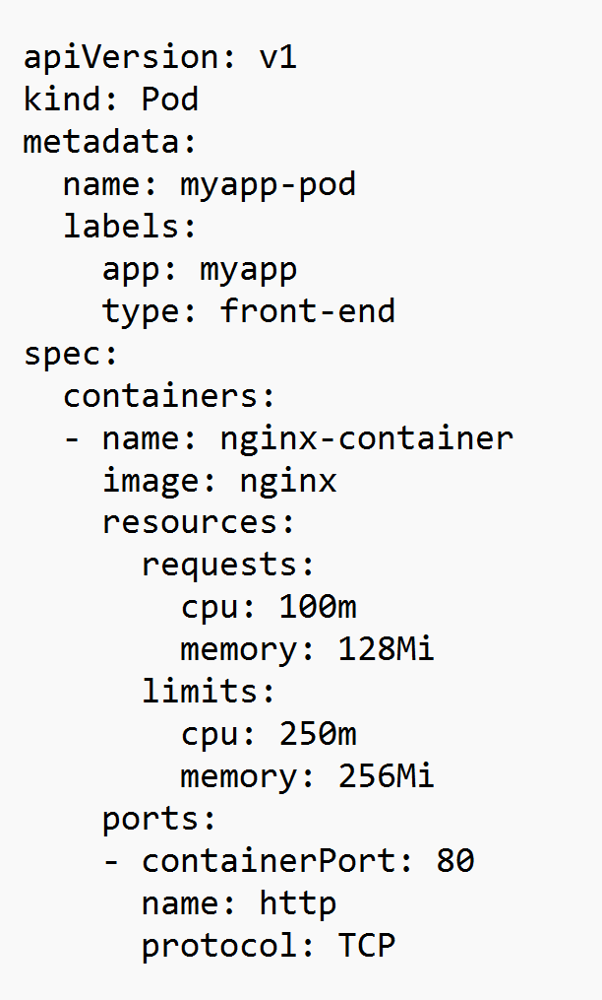 apiVersion: v1
kind: Pod
metadata:
  name: myapp-pod
  labels:
    app: myapp
    type: front-end
spec:
  containers:
  - name: nginx-container
    image: nginx
    resources:
      requests:
        cpu: 100m
        memory: 128Mi
      limits:
        cpu: 250m
        memory: 256Mi
    ports:
    - containerPort: 80
      name: http
      protocol: TCP